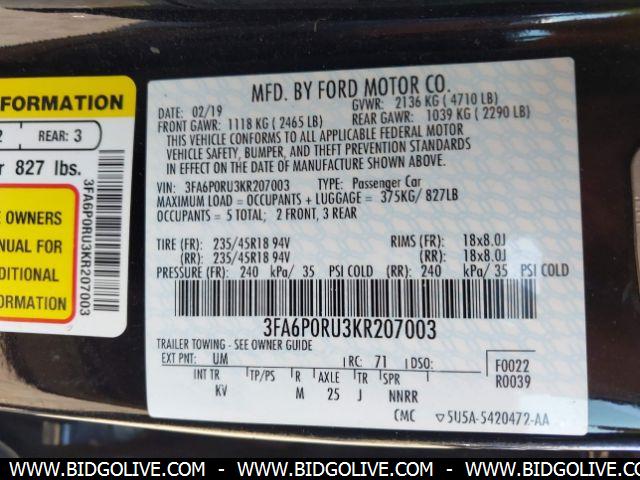 FORMATION
2 REAR: 3
r 827 lbs.
E OWNERS
NUAL FOR
DITIONAL
ORMATION
3FA6P0RU3KR207003
MFD. BY FORD MOTOR CO.
DATE: 02/19 GVWR: 2136 KG (4710 LB)
FRONT GAWR: 1118 KG (2465 LB) REAR GAWR: 1039 KG (2290 LB)
THIS VEHICLE CONFORMS TO ALL APPLICABLE FEDERAL MOTOR
VEHICLE SAFETY, BUMPER, AND THEFT PREVENTION STANDARDS
IN EFFECT ON THE DATE OF MANUFACTURE SHOWN ABOVE.
VIN: 3FA6P0RU3KR207003 TYPE: Passenger Car
MAXIMUM LOAD = OCCUPANTS + LUGGAGE = 375KG/ 827LB
OCCUPANTS = 5 TOTAL; 2 FRONT, 3 REAR
TIRE (FR): 235/45R18 94V RIMS (FR): 18x8.0J
(RR): 235/45R18 94V (RR): 18x8.0J
PRESSURE (FR): 240 kPa/ 35 PSI COLD (RR): 240 kPa/ 35 PSI COLD
3FA6P0RU3KR207003
TRAILER TOWING - SEE OWNER GUIDE
EXT PNT: UM RC: 71 DSO: F0022
INT TR TP/PS R AXLE TR SPR R0039
KV M 25 J NNRR
CMC ▽5U5A-5420472-AA
WWW.BIDGOLIVE.COM - WWW.BIDGOLIVE.COM - WWW.BIDGOLIVE.COM